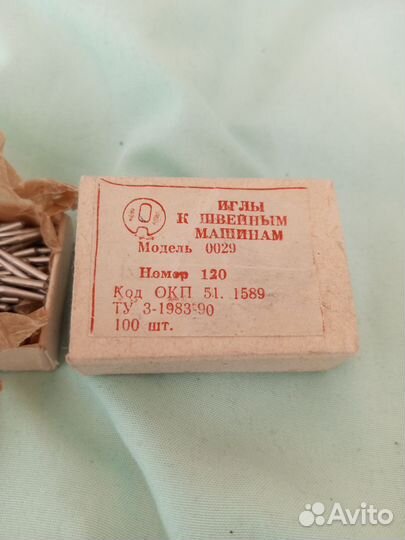 ИГЛЫ
К ШВЕЙНЫМ
МАШИНАМ
Модель 0029
Номер 120
Код ОКП 51. 1589
ТУ 3-1983-90
100 шт.
Avito